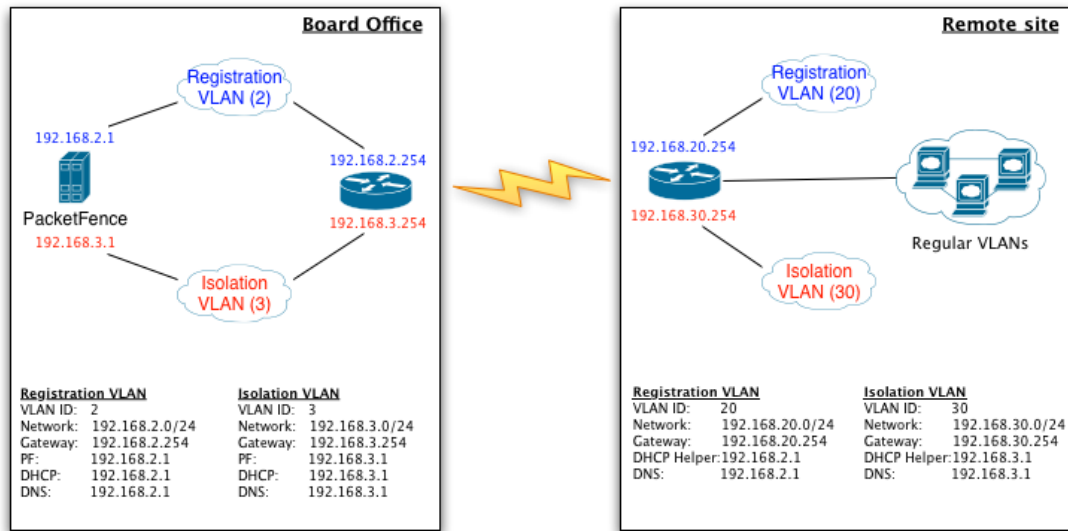 Board Office
Registration
VLAN (2)
192.168.2.1
192.168.2.254
PacketFence
192.168.3.1
192.168.3.254
Isolation
VLAN (3)
Registration VLAN
VLAN ID: 2
Network: 192.168.2.0/24
Gateway: 192.168.2.254
PF: 192.168.2.1
DHCP: 192.168.2.1
DNS: 192.168.2.1
Isolation VLAN
VLAN ID: 3
Network: 192.168.3.0/24
Gateway: 192.168.3.254
PF: 192.168.3.1
DHCP: 192.168.3.1
DNS: 192.168.3.1
Remote site
Registration
VLAN (20)
192.168.20.254
192.168.30.254
Regular VLANs
Isolation
VLAN (30)
Registration VLAN
VLAN ID: 20
Network: 192.168.20.0/24
Gateway: 192.168.20.254
DHCP Helper: 192.168.2.1
DNS: 192.168.2.1
Isolation VLAN
VLAN ID: 30
Network: 192.168.30.0/24
Gateway: 192.168.30.254
DHCP Helper: 192.168.3.1
DNS: 192.168.3.1